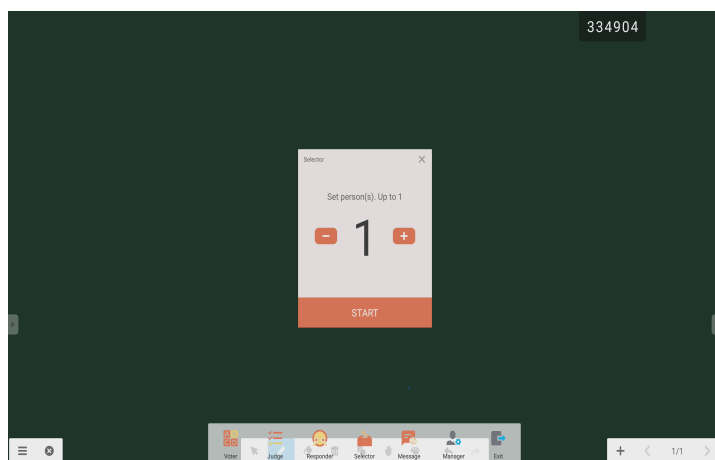 334904
Selector
Set person(s). Up to 1
1
START
A
C D
Voter Judge Responder Selector Message Manager Exit
1/1